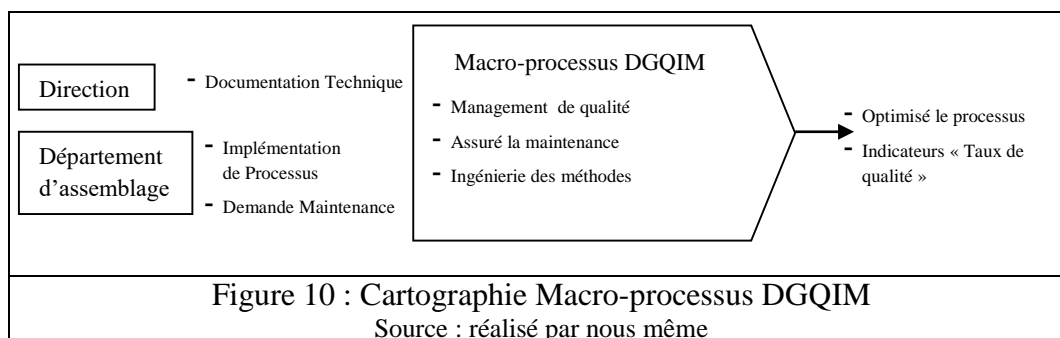 Direction
- Documentation Technique
Département
d'assemblage
- Implémentation
de Processus
- Demande Maintenance
Macro-processus DGQIM
- Management de qualité
- Assuré la maintenance
- Ingénierie des méthodes
- Optimisé le processus
- Indicateurs « Taux de
qualité »
Figure 10 : Cartographie Macro-processus DGQIM
Source : réalisé par nous même